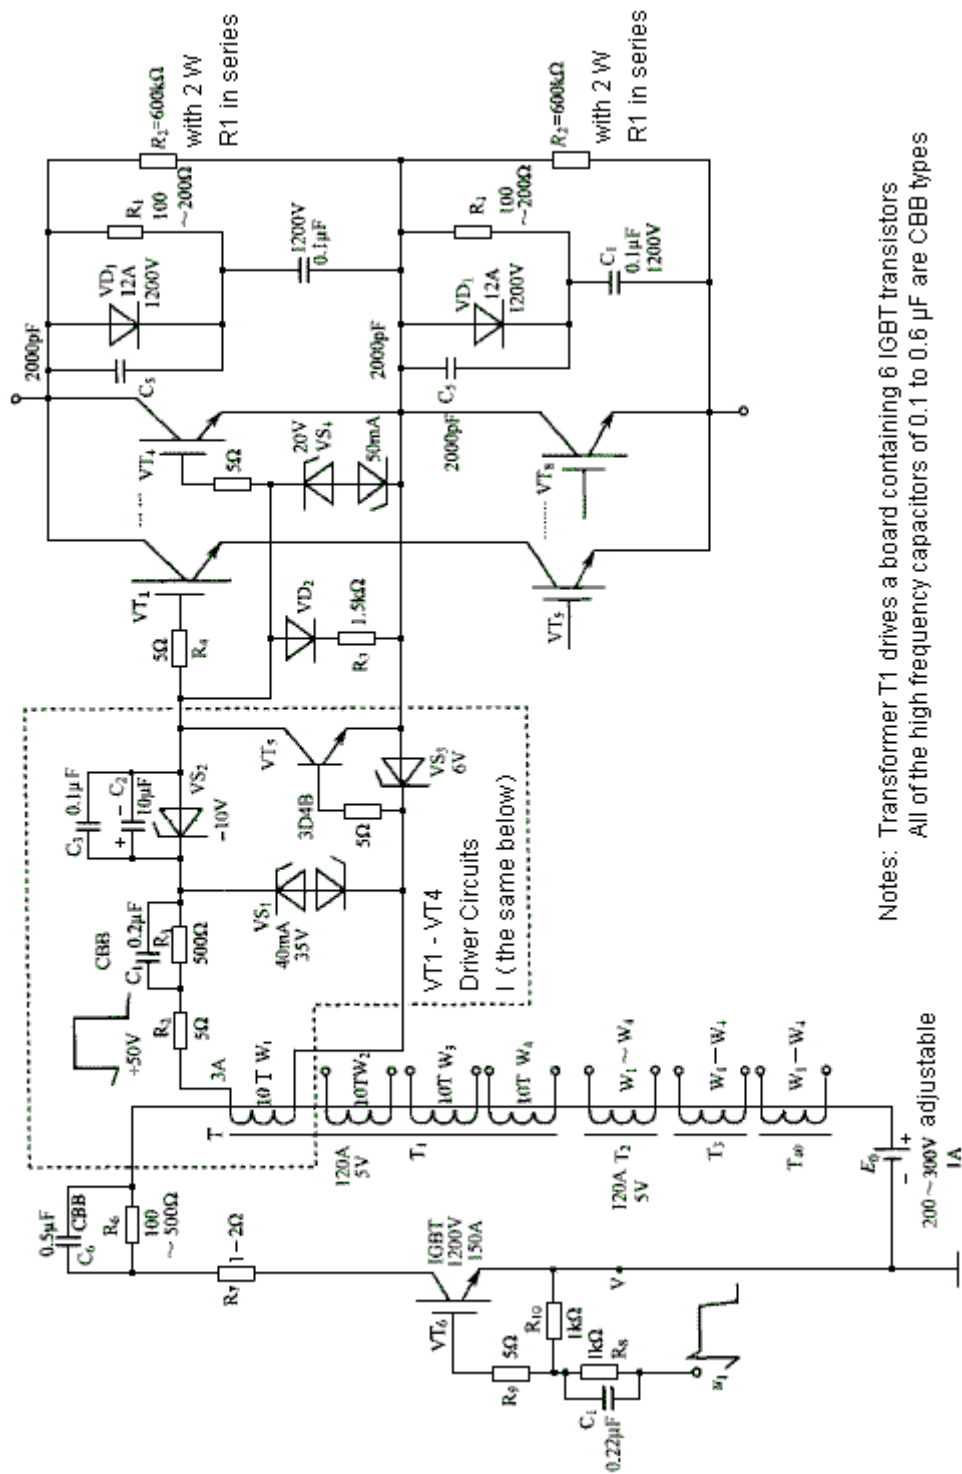 2000pF
C₅
VD₁
12A
1200V
R₁
100
~200Ω
R₂=600kΩ
with 2 W
R1 in series
1200V
0.1μF
2000pF
C₅
VD₁
12A
1200V
R₁
100
~200Ω
R₂=600kΩ
with 2 W
R1 in series
C₁
0.1μF
1200V
VT₄
5Ω
20V
VS₄
50mA
2000pF
VT₈
VT₁
......
5Ω
R₄
VD₂
1.5kΩ
R₃
VT₅
......
C₃
0.1μF
C₂
+
−
10μF
VS₂
−10V
VT₅
3D4B
5Ω
VS₃
6V
CBB
0.2μF
C₁
R₁
500Ω
R₂
5Ω
+50V
3A
VS₁
40mA
35V
VT1 - VT4
Driver Circuits
I (the same below)
T
10 T W₁
10TW₂
10T W₃
10T W₄
W₁~W₄
W₁−W₄
W₁−W₄
120A
5V
T₁
120A T₂
5V
T₃
T₄₀
0.5μF
CBB
C₆
R₆
100
~500Ω
R₇
1−2Ω
IGBT
1200V
150A
VT₆
R₉
5Ω
R₁₀
1kΩ
1kΩ
R₈
C₁
0.22μF
u₁
V
E₀
+
−
200~300V adjustable
1A
Notes: Transformer T1 drives a board containing 6 IGBT transistors
All of the high frequency capacitors of 0.1 to 0.6 μF are CBB types